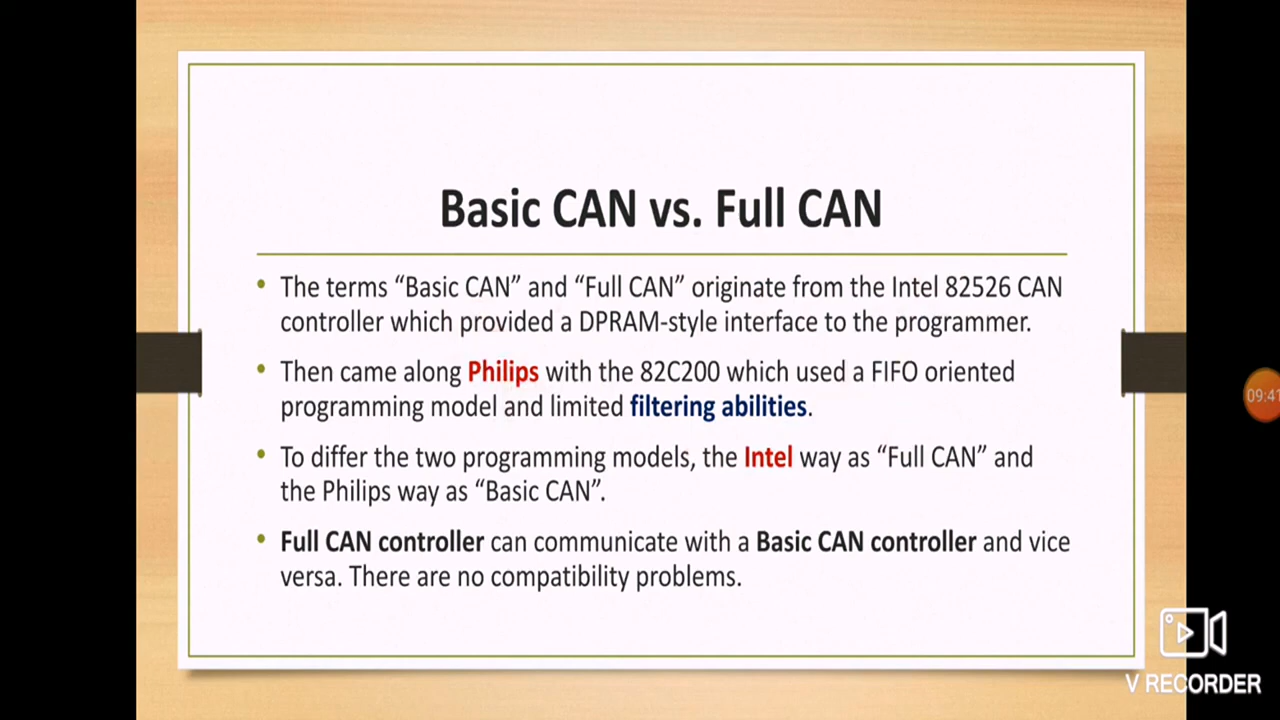 Basic CAN vs. Full CAN
• The terms “Basic CAN” and “Full CAN” originate from the Intel 82526 CAN
controller which provided a DPRAM-style interface to the programmer.
• Then came along Philips with the 82C200 which used a FIFO oriented
programming model and limited filtering abilities.
• To differ the two programming models, the Intel way as “Full CAN” and
the Philips way as “Basic CAN”.
• Full CAN controller can communicate with a Basic CAN controller and vice
versa. There are no compatibility problems.
09:41
V RECORDER